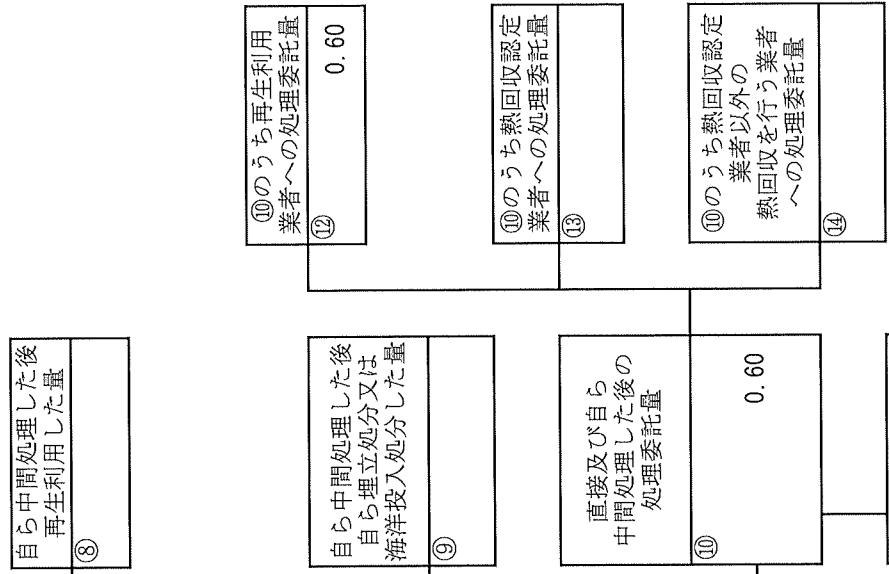 自ら中間処理した後
再生利用した量
⑧
自ら中間処理した後
自ら埋立処分又は
海洋投入処分した量
⑨
直接及び自ら
中間処理した後の
処理委託量
⑩
0.60
⑩のうち再生利用
業者への処理委託量
⑫
0.60
⑩のうち熱回収認定
業者への処理委託量
⑬
⑩のうち熱回収認定
業者以外の
熱回収を行う業者
への処理委託量
⑭